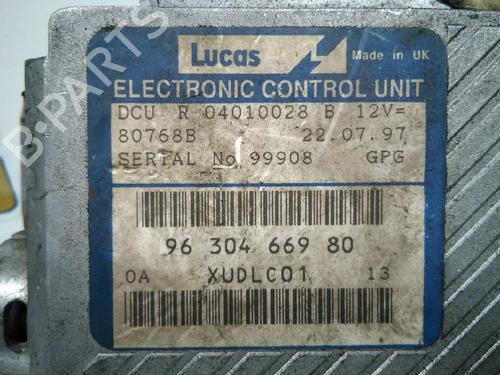 Lucas
Made in UK
ELECTRONIC CONTROL UNIT
DCU R 04010028 B 12V=
80768B 22.07.97
SERIAL No 99908 GPG
96 304 669 80
0A XUDLC01 13
B-PARTS